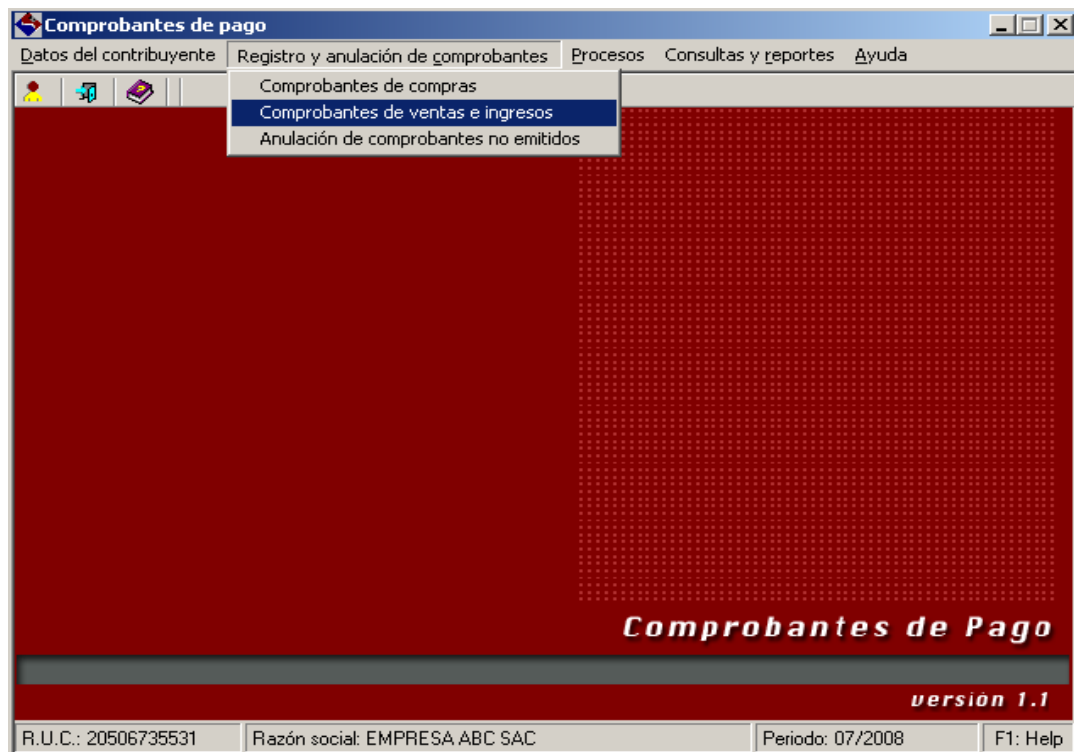 Comprobantes de pago
Datos del contribuyente Registro y anulación de comprobantes Procesos Consultas y reportes Ayuda
Comprobantes de compras
Comprobantes de ventas e ingresos
Anulación de comprobantes no emitidos
Comprobantes de Pago
versión 1.1
R.U.C.: 20506735531 Razón social: EMPRESA ABC SAC Periodo: 07/2008 F1: Help